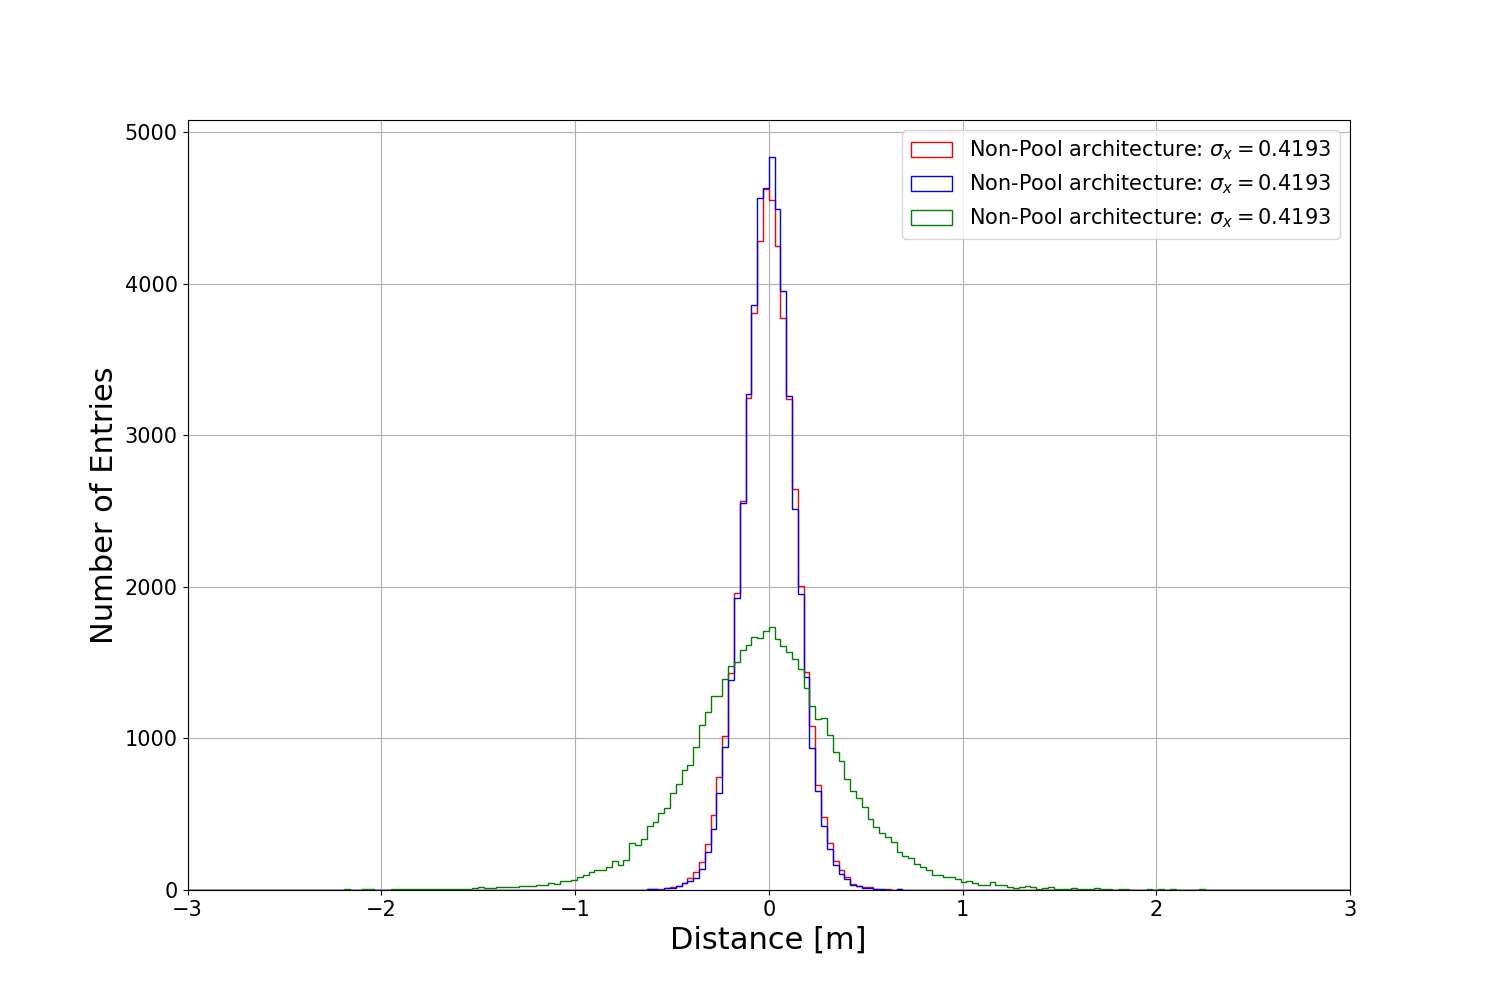 Non-Pool architecture: σx = 0.4193
Non-Pool architecture: σx = 0.4193
Non-Pool architecture: σx = 0.4193
Number of Entries
5000
4000
3000
2000
1000
0
−3 −2 −1 0 1 2 3
Distance [m]